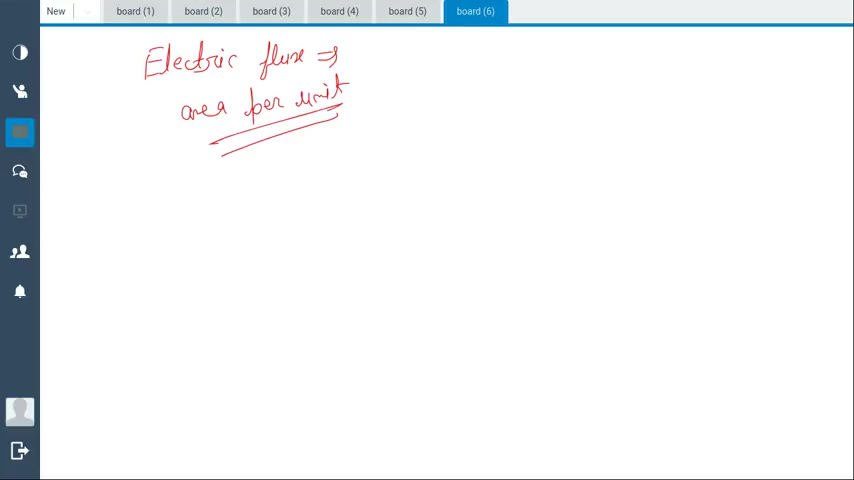 New board (1) board (2) board (3) board (4) board (5) board (6)
Electric flux ⇒
area per unit